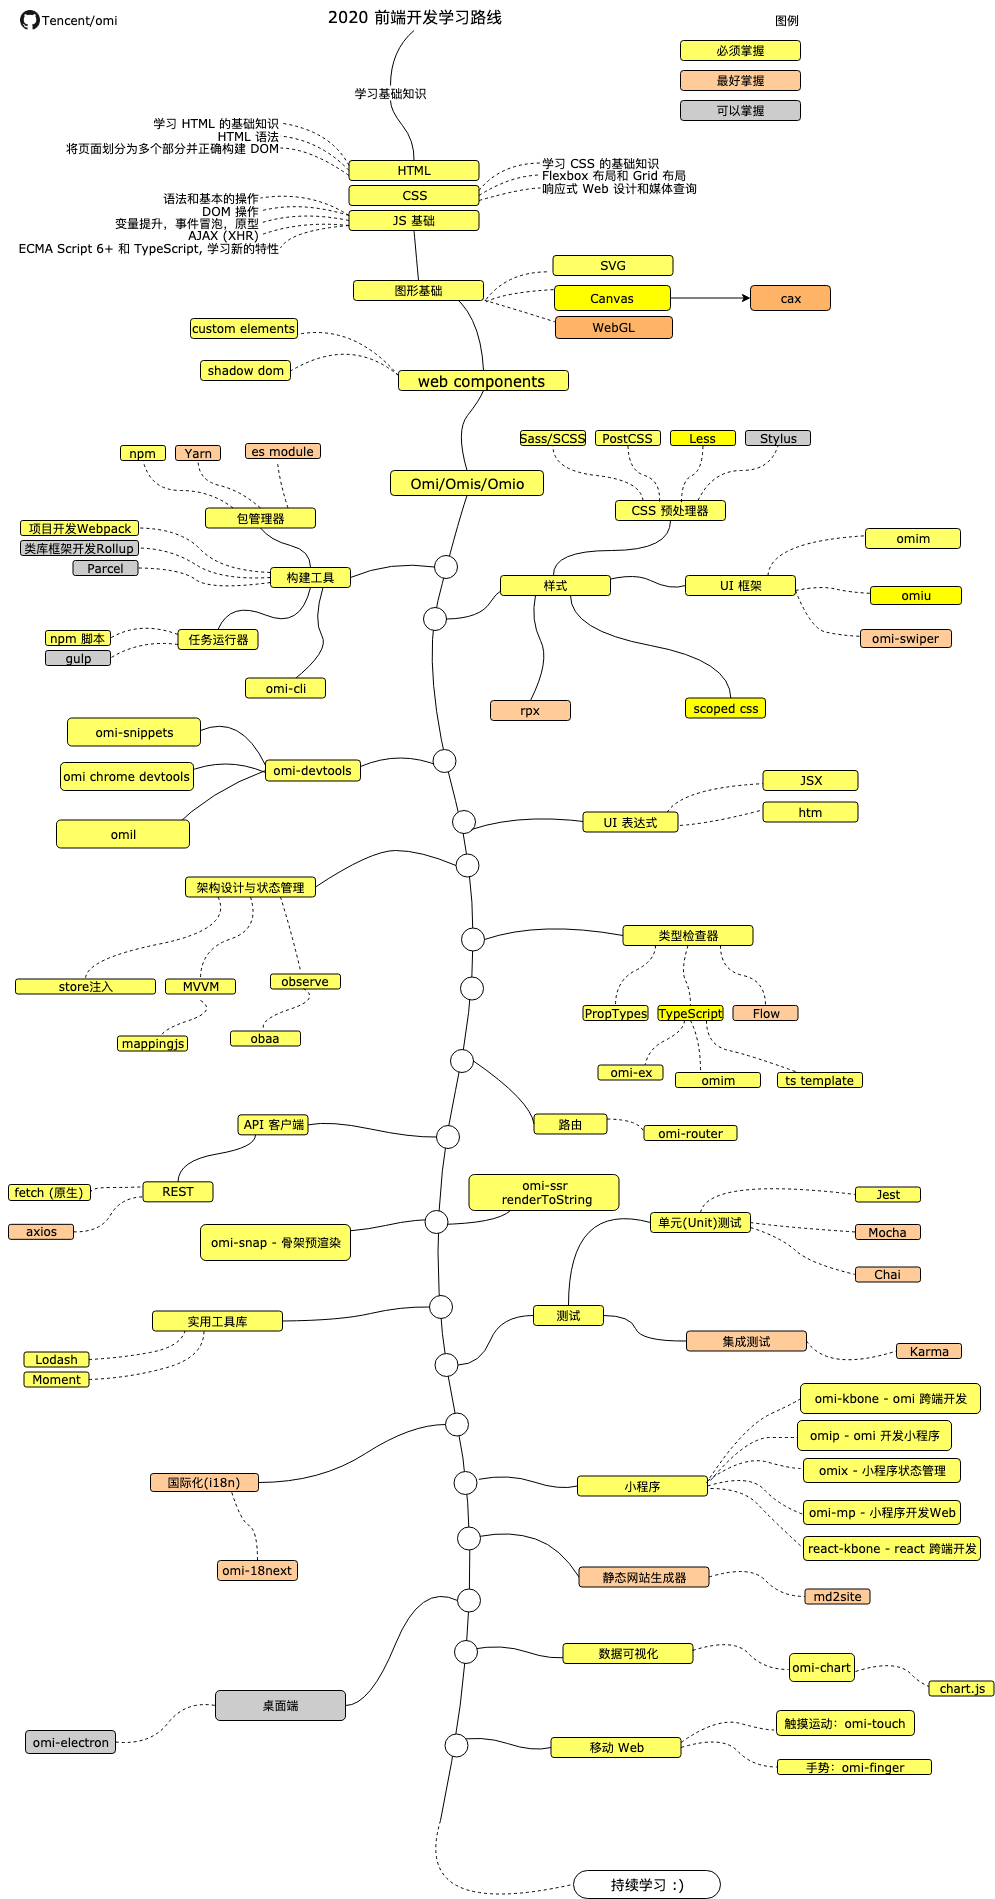 Tencent/omi
2020 前端开发学习路线
图例
必须掌握
最好掌握
可以掌握
学习基础知识
学习 HTML 的基础知识
HTML 语法
将页面划分为多个部分并正确构建 DOM
HTML
CSS
JS 基础
学习 CSS 的基础知识
Flexbox 布局和 Grid 布局
响应式 Web 设计和媒体查询
语法和基本的操作
DOM 操作
变量提升，事件冒泡，原型
AJAX (XHR)
ECMA Script 6+ 和 TypeScript, 学习新的特性
图形基础
SVG
Canvas
cax
WebGL
custom elements
shadow dom
web components
Omi/Omis/Omio
npm
Yarn
es module
包管理器
项目开发Webpack
类库框架开发Rollup
Parcel
构建工具
npm 脚本
gulp
任务运行器
omi-cli
Sass/SCSS
PostCSS
Less
Stylus
CSS 预处理器
样式
UI 框架
omim
omiu
omi-swiper
rpx
scoped css
omi-snippets
omi chrome devtools
omil
omi-devtools
UI 表达式
JSX
htm
架构设计与状态管理
store注入
MVVM
observe
mappingjs
obaa
类型检查器
PropTypes
TypeScript
Flow
omi-ex
omim
ts template
路由
omi-router
API 客户端
REST
fetch (原生)
axios
omi-ssr
renderToString
omi-snap - 骨架预渲染
单元(Unit)测试
Jest
Mocha
Chai
测试
集成测试
Karma
实用工具库
Lodash
Moment
国际化(i18n)
omi-18next
小程序
omi-kbone - omi 跨端开发
omip - omi 开发小程序
omix - 小程序状态管理
omi-mp - 小程序开发Web
react-kbone - react 跨端开发
静态网站生成器
md2site
数据可视化
omi-chart
chart.js
桌面端
omi-electron
移动 Web
触摸运动：omi-touch
手势：omi-finger
持续学习 :)